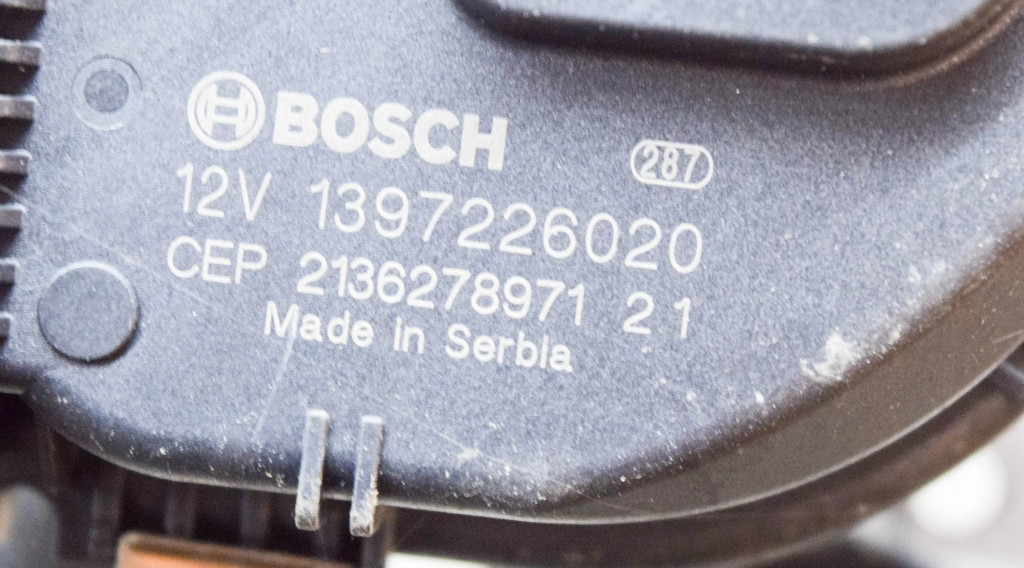 BOSCH
287
12V 1397226020
CEP 2136278971 21
Made in Serbia